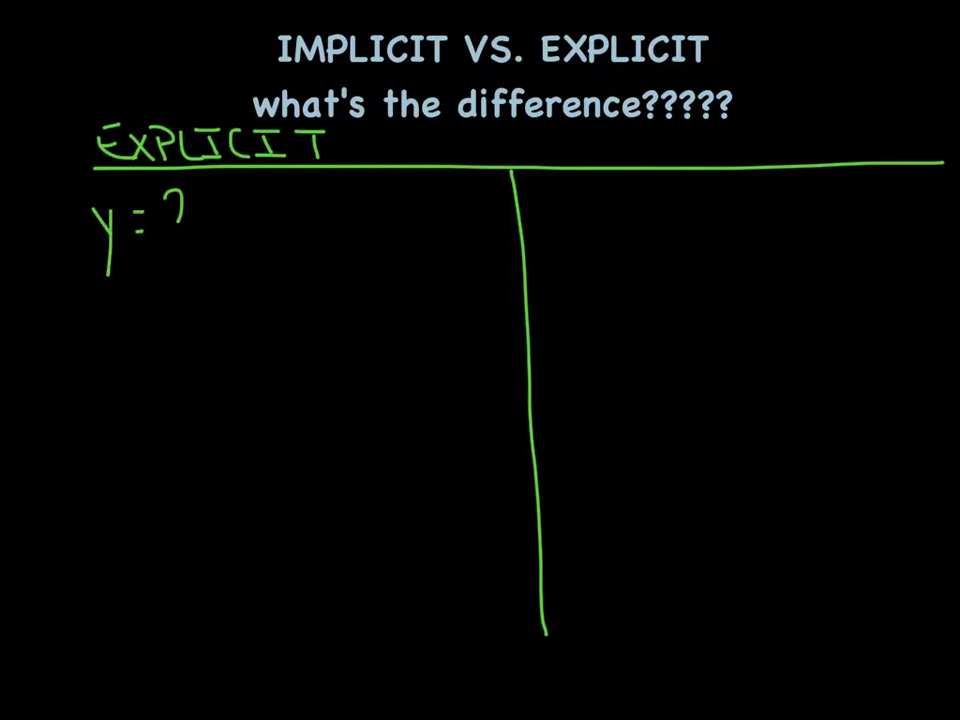 IMPLICIT VS. EXPLICIT
what's the difference?????
EXPLICIT
y = ?